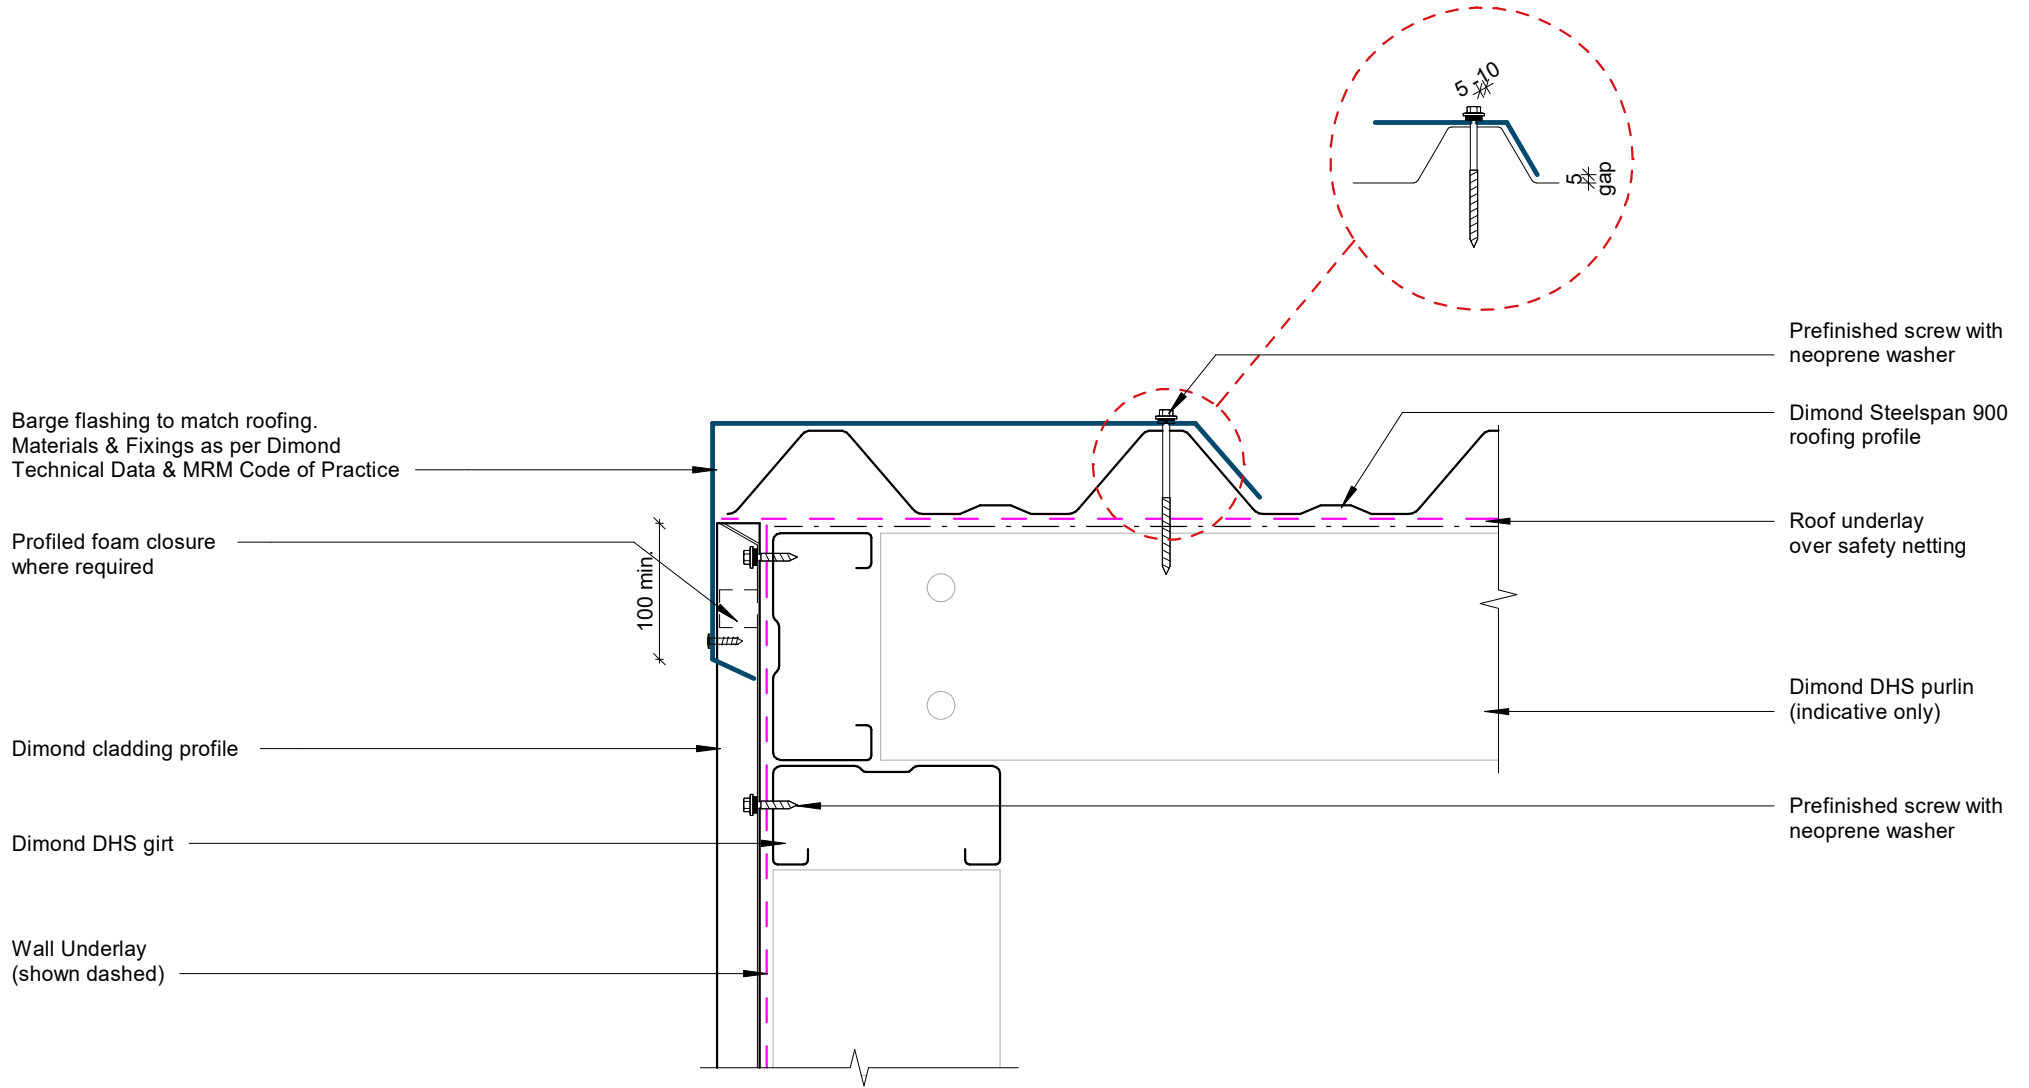 5 -10
5
gap
Prefinished screw with
neoprene washer
Dimond Steelspan 900
roofing profile
Barge flashing to match roofing.
Materials & Fixings as per Dimond
Technical Data & MRM Code of Practice
Roof underlay
over safety netting
Profiled foam closure
where required
100 min.
Dimond DHS purlin
(indicative only)
Dimond cladding profile
Prefinished screw with
neoprene washer
Dimond DHS girt
Wall Underlay
(shown dashed)